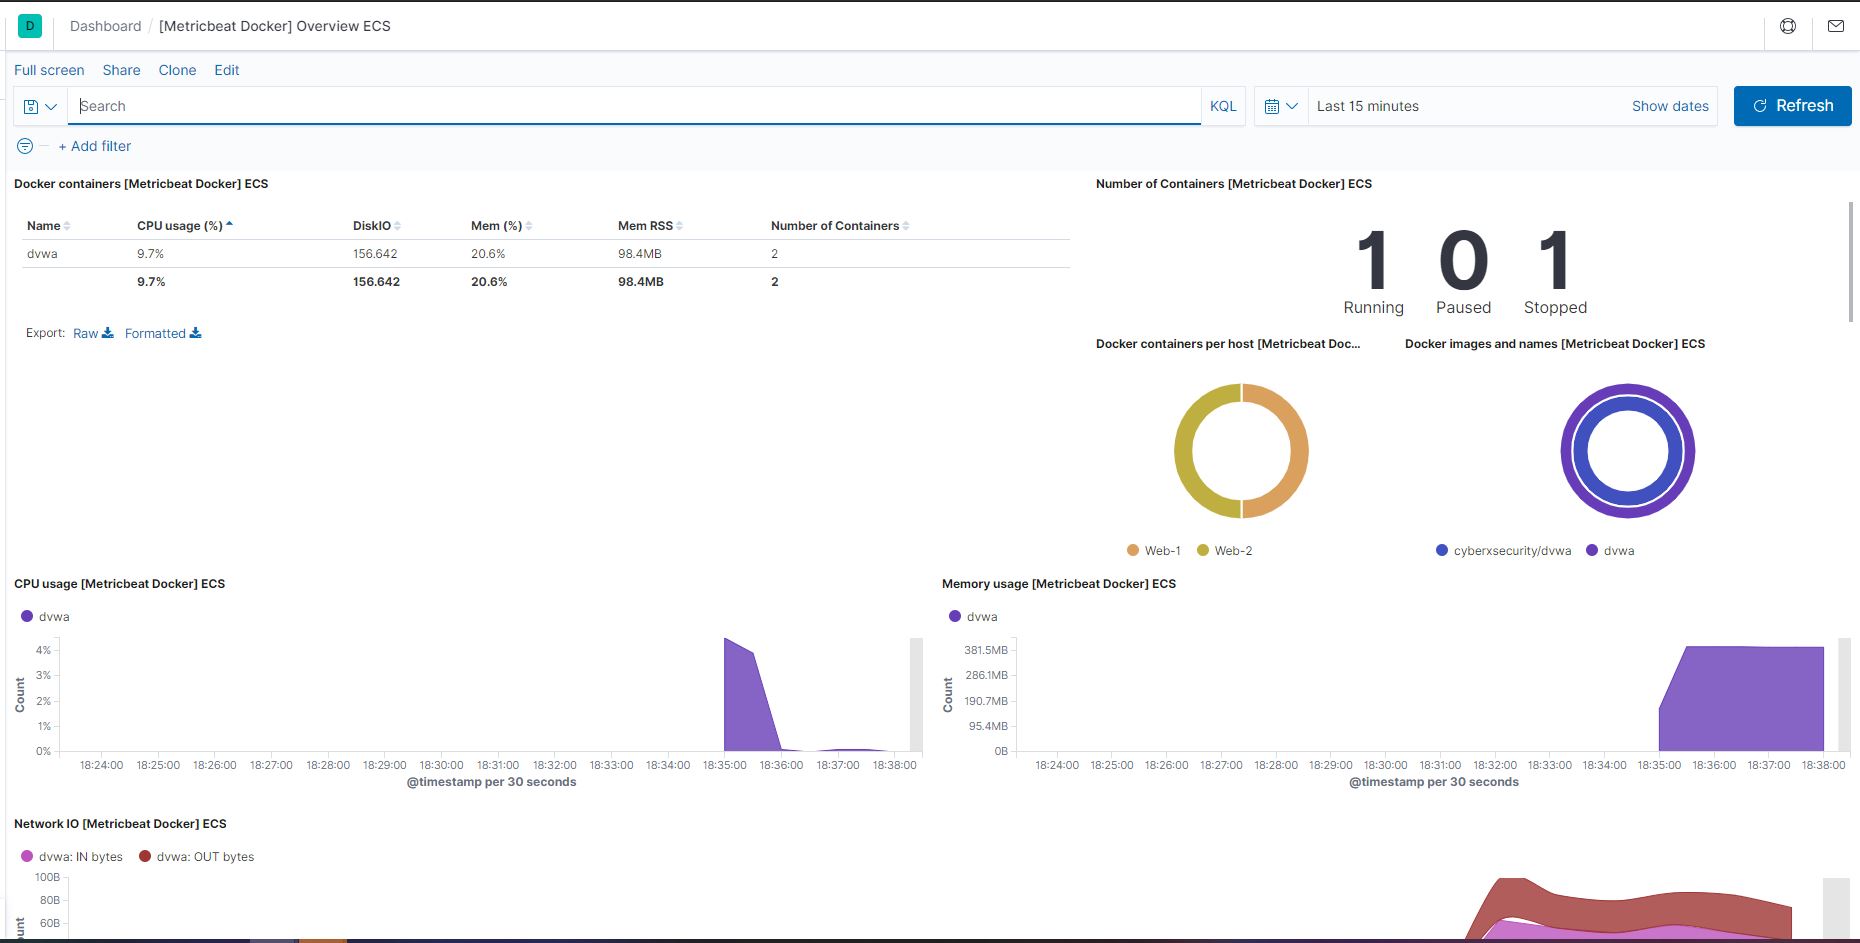 D Dashboard / [Metricbeat Docker] Overview ECS
Full screen Share Clone Edit
Search KQL Last 15 minutes Show dates Refresh
+ Add filter
Docker containers [Metricbeat Docker] ECS
Name CPU usage (%) DiskIO Mem (%) Mem RSS Number of Containers
dvwa 9.7% 156.642 20.6% 98.4MB 2
9.7% 156.642 20.6% 98.4MB 2
Export: Raw Formatted
Number of Containers [Metricbeat Docker] ECS
1 0 1
Running Paused Stopped
Docker containers per host [Metricbeat Doc...
Web-1 Web-2
Docker images and names [Metricbeat Docker] ECS
cyberxsecurity/dvwa dvwa
CPU usage [Metricbeat Docker] ECS
dvwa
Count
4%
3%
2%
1%
0%
18:24:00 18:25:00 18:26:00 18:27:00 18:28:00 18:29:00 18:30:00 18:31:00 18:32:00 18:33:00 18:34:00 18:35:00 18:36:00 18:37:00 18:38:00
@timestamp per 30 seconds
Memory usage [Metricbeat Docker] ECS
dvwa
Count
381.5MB
286.1MB
190.7MB
95.4MB
0B
18:24:00 18:25:00 18:26:00 18:27:00 18:28:00 18:29:00 18:30:00 18:31:00 18:32:00 18:33:00 18:34:00 18:35:00 18:36:00 18:37:00 18:38:00
@timestamp per 30 seconds
Network IO [Metricbeat Docker] ECS
dvwa: IN bytes dvwa: OUT bytes
100B
80B
60B